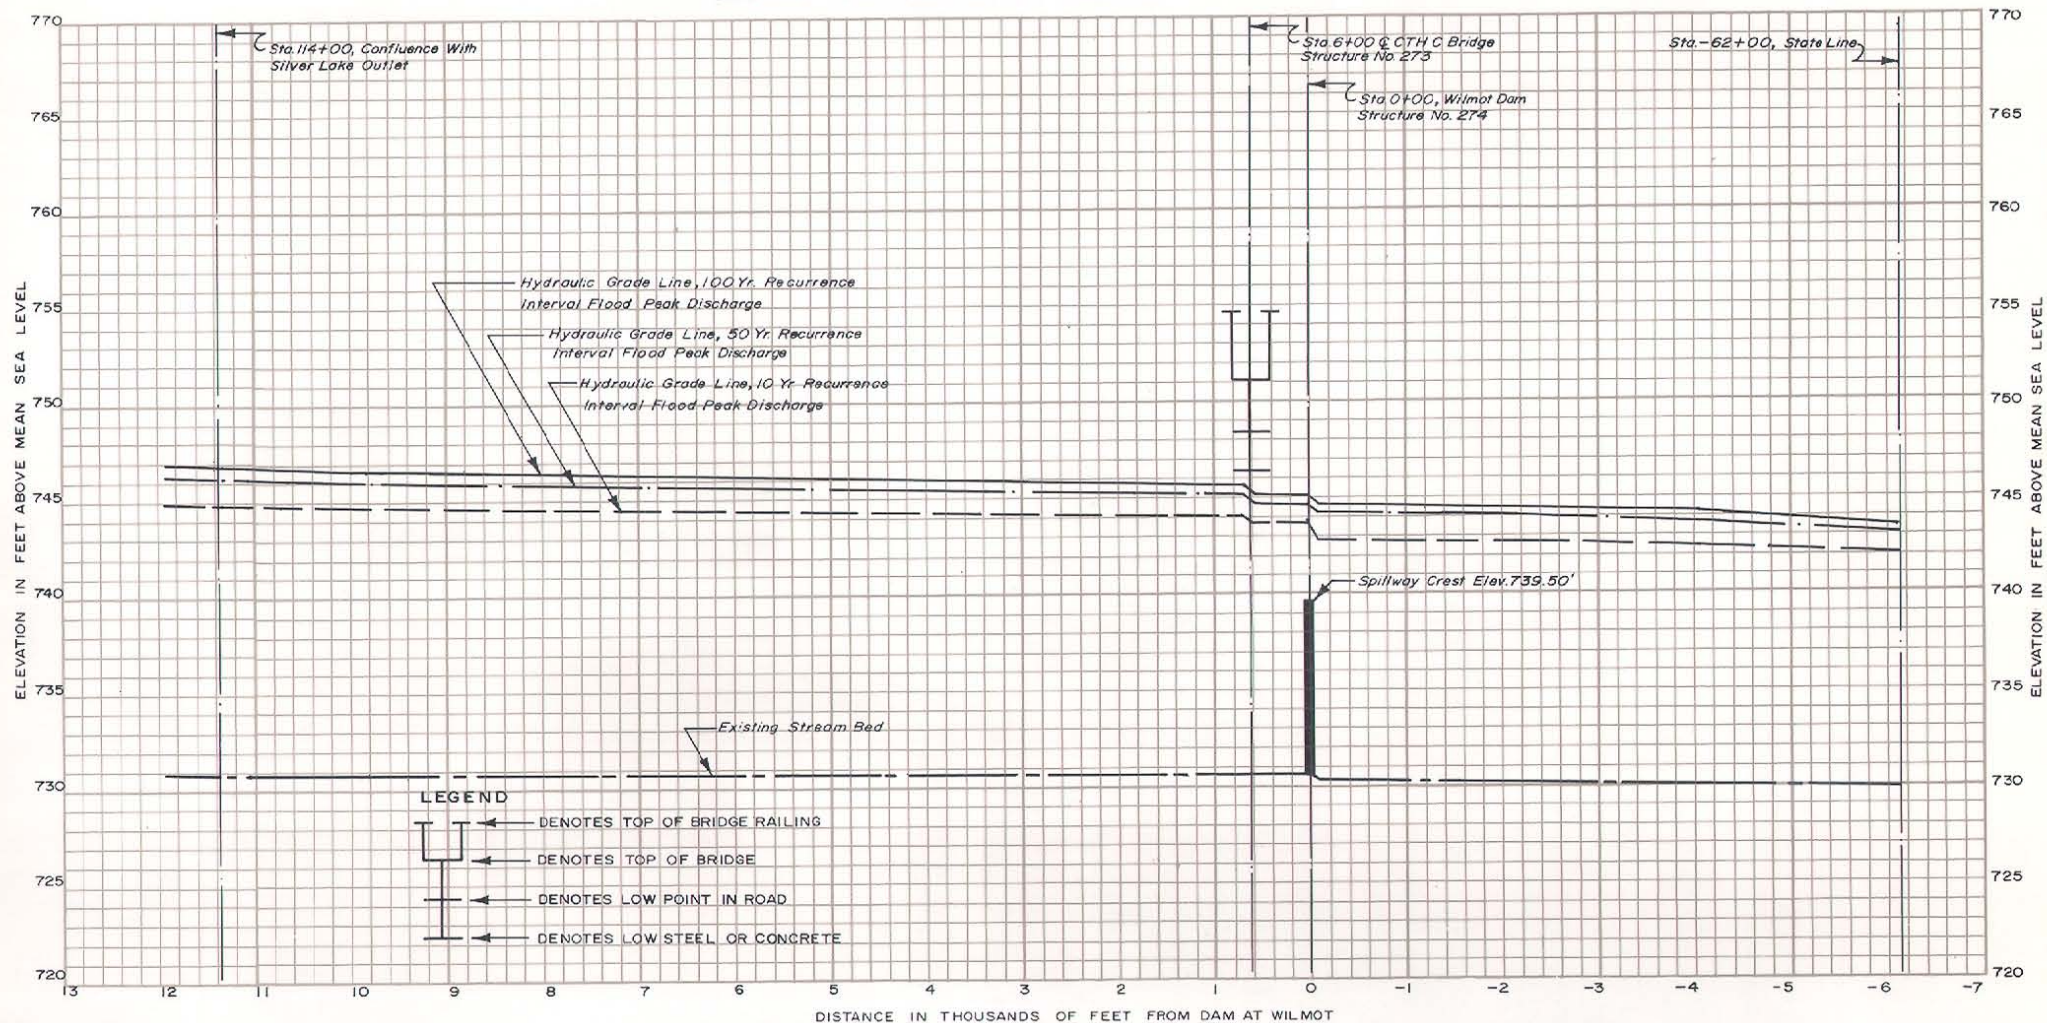 770
770
Sta. 114+00, Confluence With
Silver Lake Outlet
Sta. 6+00 ℄ CTH C Bridge
Structure No. 273
Sta. -62+00, State Line
Sta. 0+00, Wilmot Dam
Structure No. 274
765
765
760
760
Hydraulic Grade Line, 100 Yr. Recurrence
Interval Flood Peak Discharge
755
755
Hydraulic Grade Line, 50 Yr. Recurrence
Interval Flood Peak Discharge
Hydraulic Grade Line, 10 Yr. Recurrence
Interval Flood Peak Discharge
750
750
745
745
Spillway Crest Elev. 739.50'
740
740
735
735
Existing Stream Bed
730
730
LEGEND
DENOTES TOP OF BRIDGE RAILING
DENOTES TOP OF BRIDGE
DENOTES LOW POINT IN ROAD
DENOTES LOW STEEL OR CONCRETE
725
725
720
720
ELEVATION IN FEET ABOVE MEAN SEA LEVEL
ELEVATION IN FEET ABOVE MEAN SEA LEVEL
13 12 11 10 9 8 7 6 5 4 3 2 1 0 -1 -2 -3 -4 -5 -6 -7
DISTANCE IN THOUSANDS OF FEET FROM DAM AT WILMOT